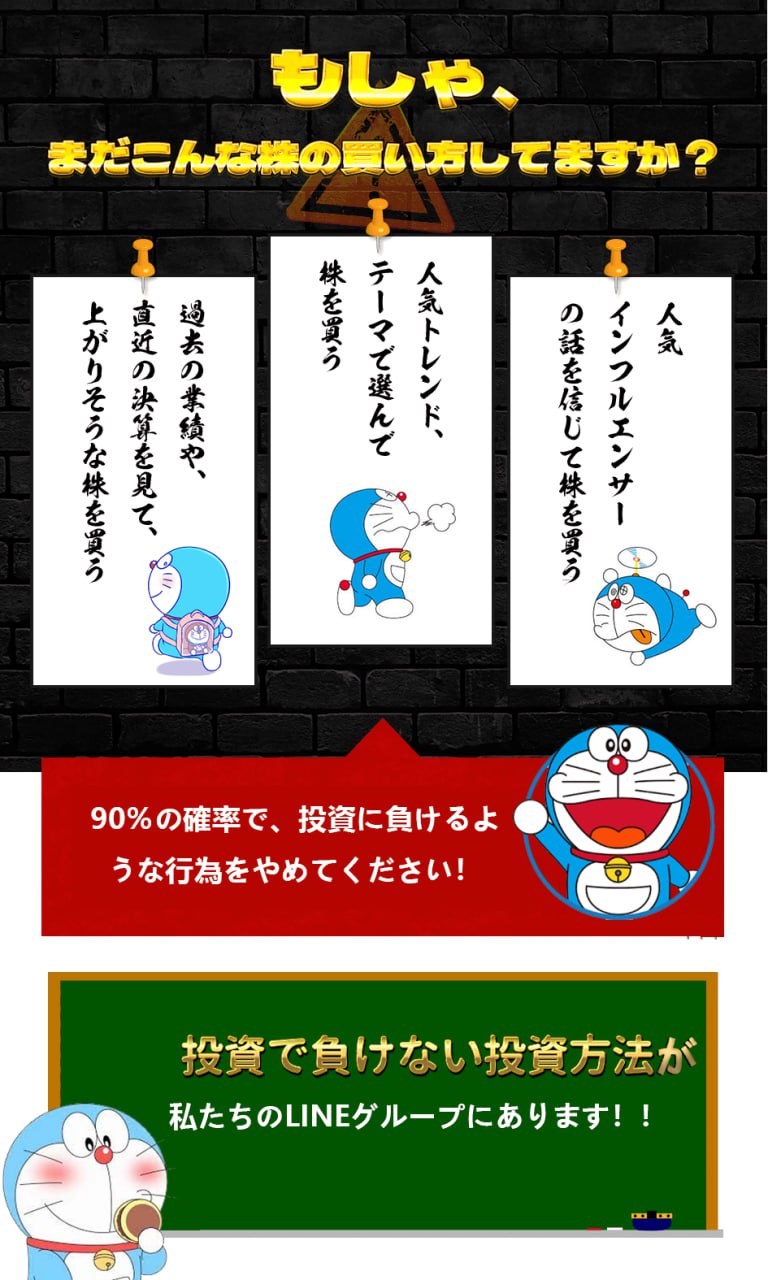 もしゃ、
まだこんな株の買い方してますか？
人気
インフルエンサー
の話を信じて株を買う
人気トレンド、
テーマで選んで
株を買う
過去の業績や、
直近の決算を見て、
上がりそうな株を買う
90%の確率で、投資に負けるよ
うな行為をやめてください！
投資で負けない投資方法が
私たちのLINEグループにあります！！